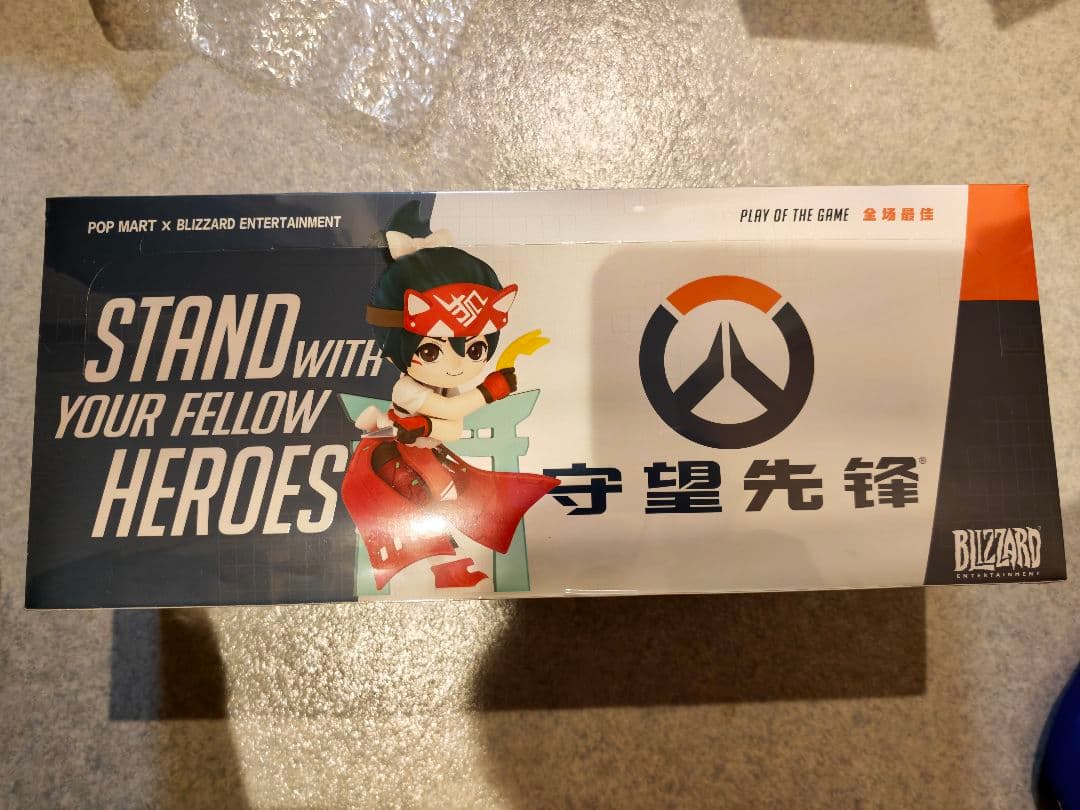 POP MART x BLIZZARD ENTERTAINMENT
PLAY OF THE GAME 全场最佳
STAND WITH
YOUR FELLOW
HEROES
守望先锋®
BLIZZARD
ENTERTAINMENT